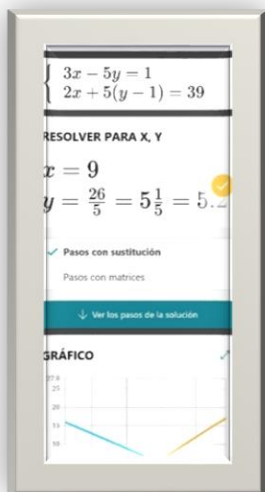 3x − 5y = 1
2x + 5(y − 1) = 39
RESOLVER PARA X, Y
x = 9
y = 26/5 = 5 1/5 = 5.2
Pasos con sustitución
Pasos con matrices
↓ Ver los pasos de la solución
GRÁFICO
25
20
15
10